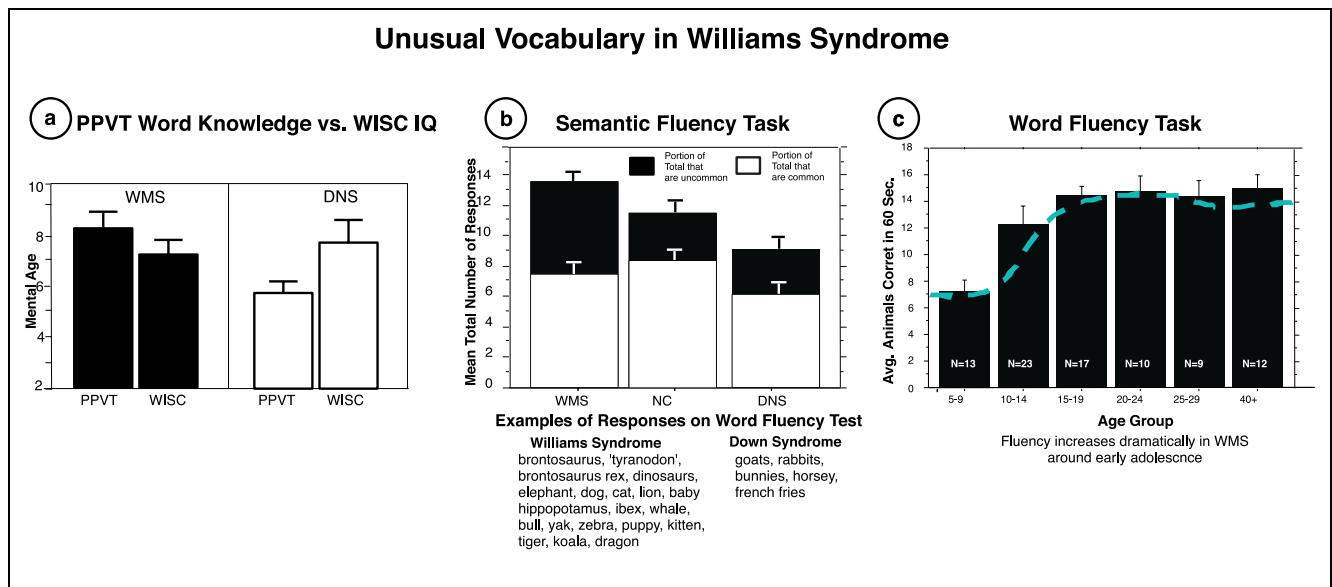 Unusual Vocabulary in Williams Syndrome
a
PPVT Word Knowledge vs. WISC IQ
Mental Age
10
8
6
4
2
WMS
DNS
PPVT
WISC
PPVT
WISC
b
Semantic Fluency Task
Mean Total Number of Responses
14
12
10
8
6
4
2
0
Portion of
Total that
are uncommon
Portion of
Total that
are common
WMS
NC
DNS
Examples of Responses on Word Fluency Test
Williams Syndrome
brontosaurus, 'tyranodon',
brontosaurus rex, dinosaurs,
elephant, dog, cat, lion, baby
hippopotamus, ibex, whale,
bull, yak, zebra, puppy, kitten,
tiger, koala, dragon
Down Syndrome
goats, rabbits,
bunnies, horsey,
french fries
c
Word Fluency Task
Avg. Animals Corret in 60 Sec.
18
16
14
12
10
8
6
4
2
0
N=13
N=23
N=17
N=10
N=9
N=12
5-9
10-14
15-19
20-24
25-29
40+
Age Group
Fluency increases dramatically in WMS
around early adolescnce